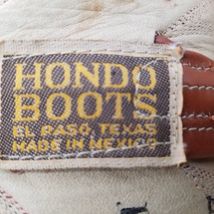 HONDO
BOOTS
EL PASO, TEXAS
MADE IN MEXICO